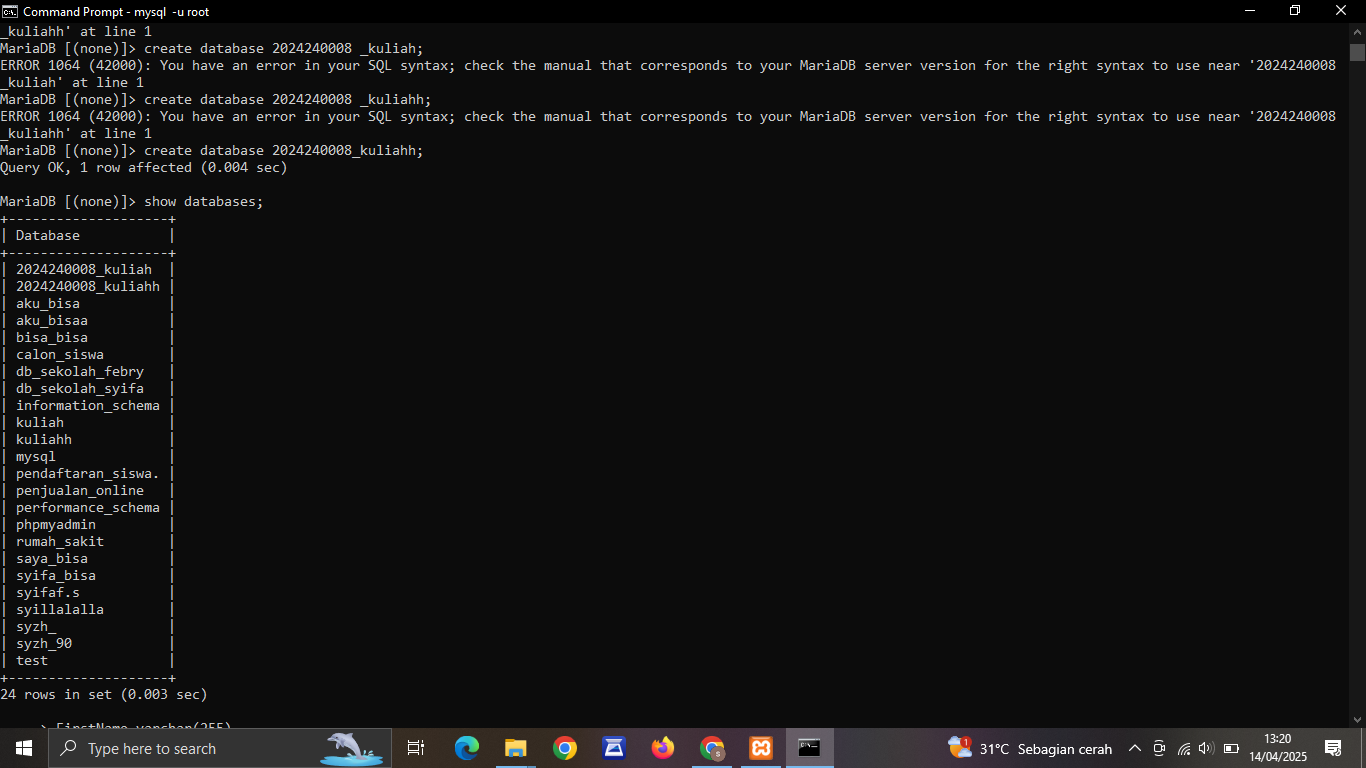 Command Prompt - mysql -u root
_kuliahh' at line 1
MariaDB [(none)]> create database 2024240008 _kuliah;
ERROR 1064 (42000): You have an error in your SQL syntax; check the manual that corresponds to your MariaDB server version for the right syntax to use near '2024240008
_kuliah' at line 1
MariaDB [(none)]> create database 2024240008 _kuliahh;
ERROR 1064 (42000): You have an error in your SQL syntax; check the manual that corresponds to your MariaDB server version for the right syntax to use near '2024240008
_kuliahh' at line 1
MariaDB [(none)]> create database 2024240008_kuliahh;
Query OK, 1 row affected (0.004 sec)
MariaDB [(none)]> show databases;
+--------------------+
| Database           |
+--------------------+
| 2024240008_kuliah  |
| 2024240008_kuliahh |
| aku_bisa           |
| aku_bisaa          |
| bisa_bisa          |
| calon_siswa        |
| db_sekolah_febry   |
| db_sekolah_syifa   |
| information_schema |
| kuliah             |
| kuliahh            |
| mysql              |
| pendaftaran_siswa. |
| penjualan_online   |
| performance_schema |
| phpmyadmin         |
| rumah_sakit        |
| saya_bisa          |
| syifa_bisa         |
| syifaf.s           |
| syillalalla        |
| syzh_              |
| syzh_90            |
| test               |
+--------------------+
24 rows in set (0.003 sec)
> FirstName varchar(255)
Type here to search
1
S
31°C Sebagian cerah
13:20
14/04/2025